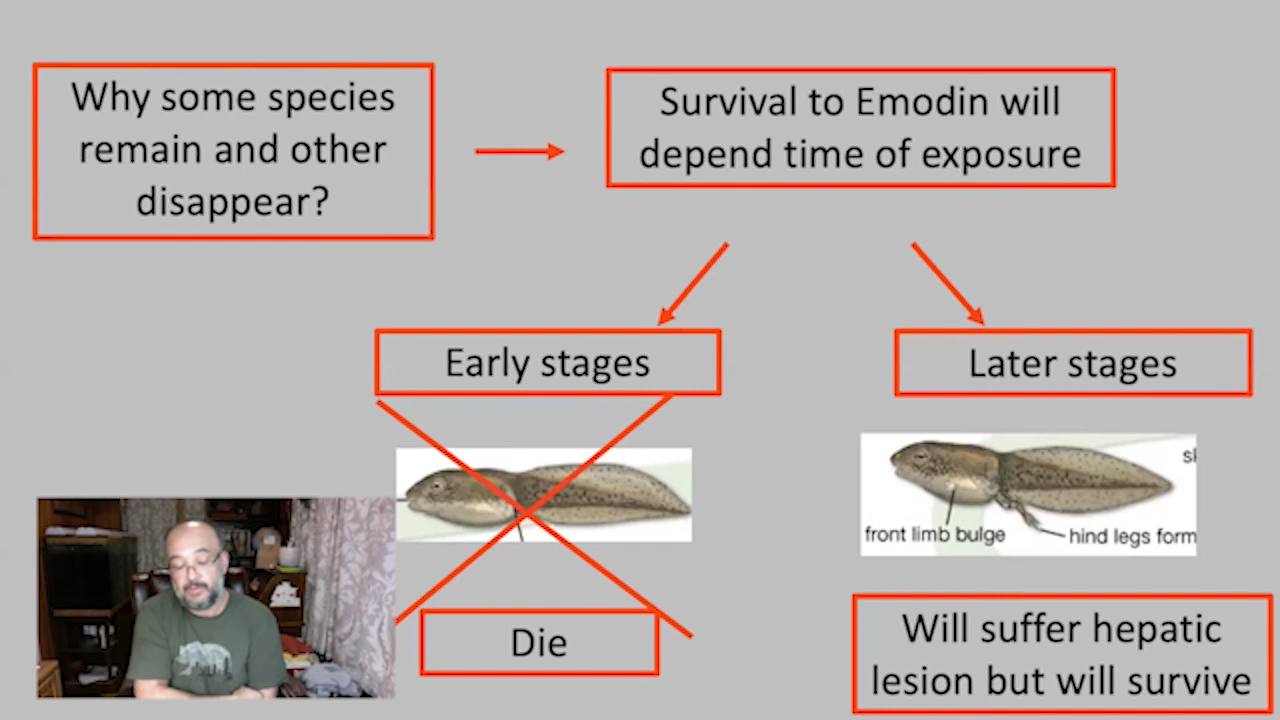 Why some species
remain and other
disappear?
Survival to Emodin will
depend time of exposure
Early stages
Later stages
front limb bulge
hind legs form
Die
Will suffer hepatic
lesion but will survive